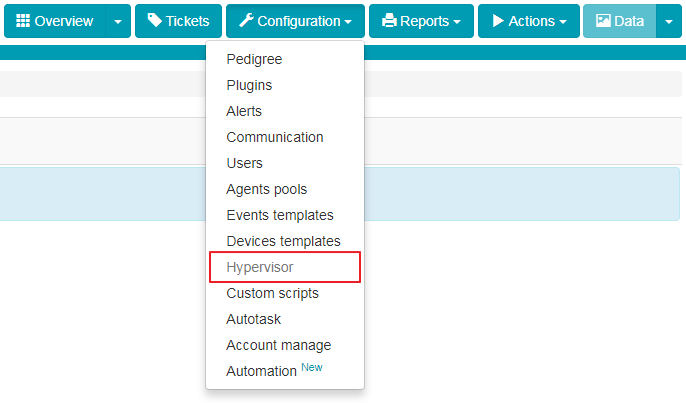 Overview Tickets Configuration Reports Actions Data
Pedigree
Plugins
Alerts
Communication
Users
Agents pools
Events templates
Devices templates
Hypervisor
Custom scripts
Autotask
Account manage
Automation New